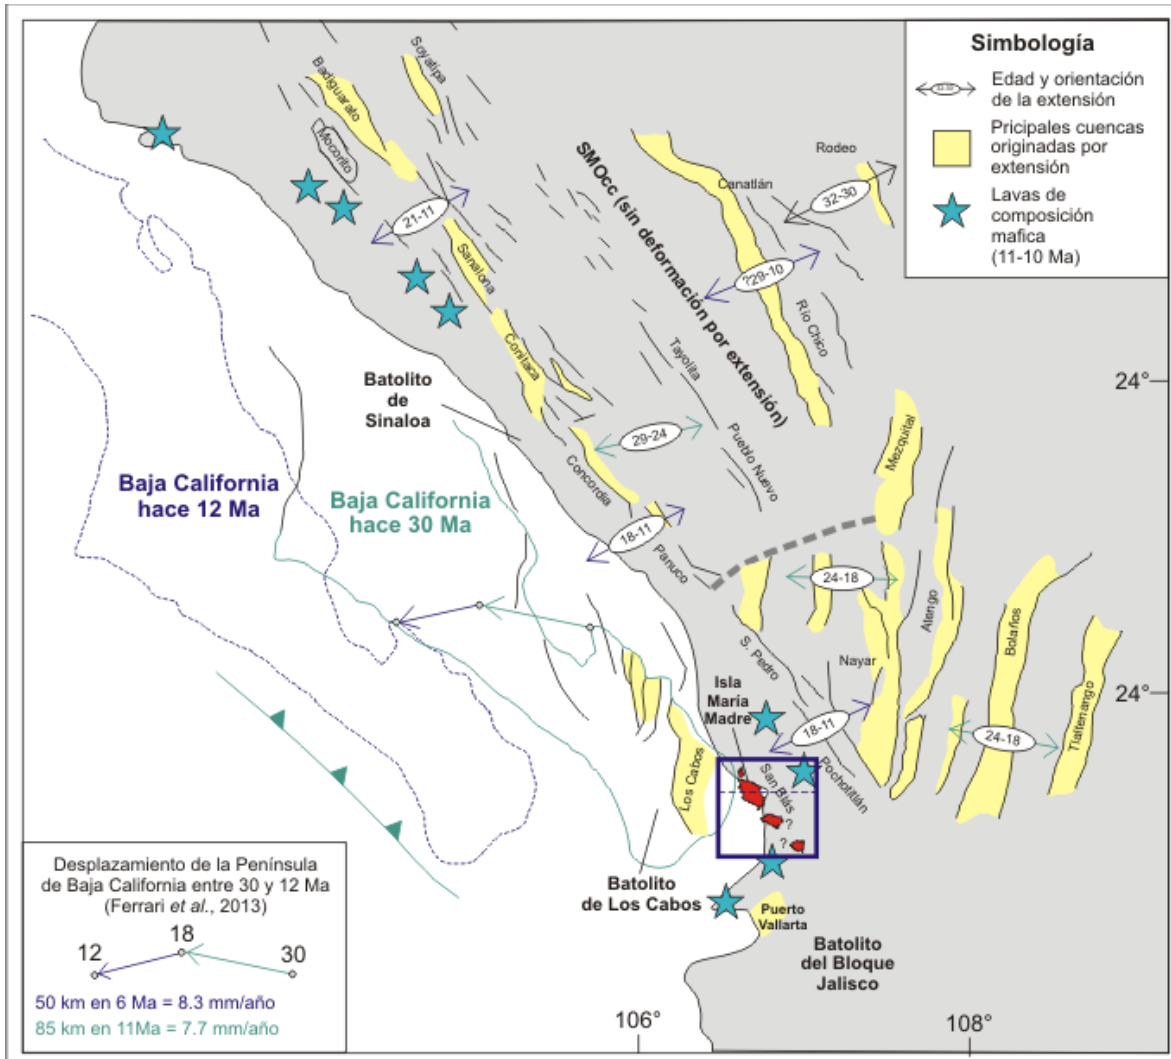 Simbología
32-30
Edad y orientación
de la extensión
Pricipales cuencas
originadas por
extensión
Lavas de
composición
mafica
(11-10 Ma)
Soyatipa
Badiguarato
Mocorito
21-11
Sanalona
Conitaca
SMOcc (sin deformación por extensión)
Canatlán
Rodeo
32-30
?29-10
Río Chico
Tayolita
Pueblo Nuevo
24°
Batolito
de
Sinaloa
29-24
Concordia
18-11
Panuco
Mezquital
Baja California
hace 12 Ma
Baja California
hace 30 Ma
24-18
Atengo
Bolaños
Tlaltenango
S. Pedro
Nayar
18-11
24-18
Pochotitlán
24°
Isla
María
Madre
San Blás
?
?
Los Cabos
Batolito
de Los Cabos
Puerto
Vallarta
Batolito
del Bloque
Jalisco
Desplazamiento de la Península
de Baja California entre 30 y 12 Ma
(Ferrari et al., 2013)
12
18
30
50 km en 6 Ma = 8.3 mm/año
85 km en 11Ma = 7.7 mm/año
106°
108°